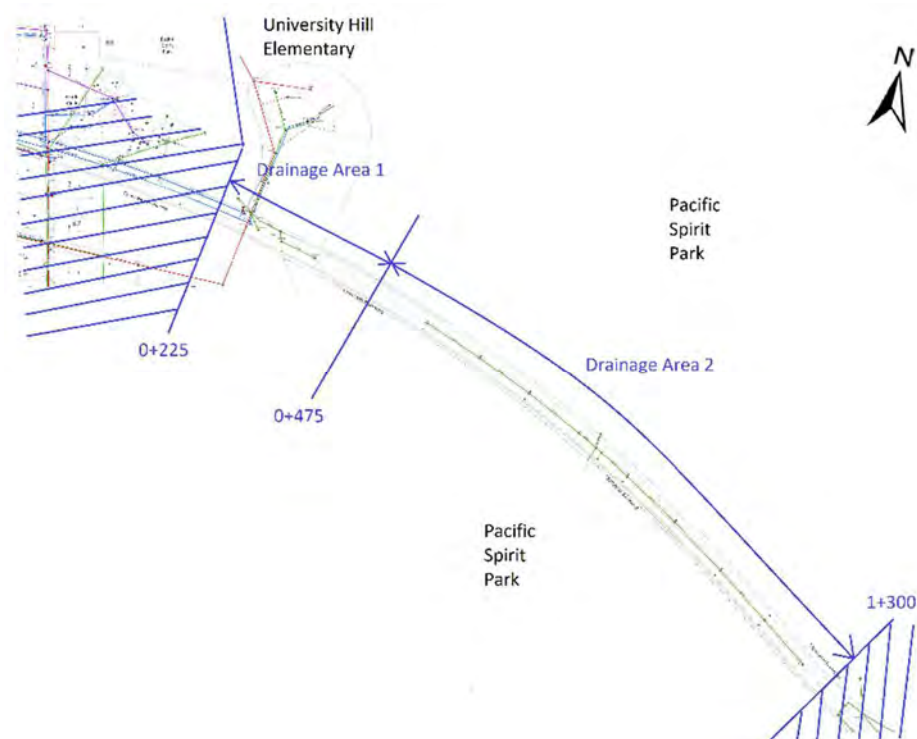 University Hill
Elementary
N
Drainage Area 1
Pacific
Spirit
Park
0+225
Drainage Area 2
0+475
Pacific
Spirit
Park
1+300